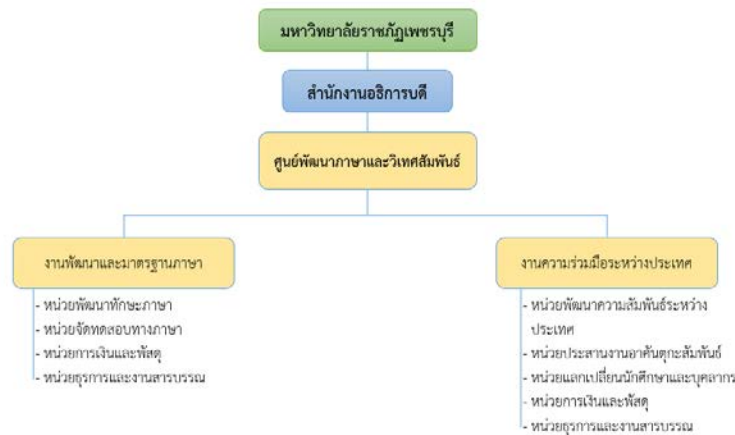 มหาวิทยาลัยราชภัฏเพชรบุรี
สำนักงานอธิการบดี
ศูนย์พัฒนาภาษาและวิเทศสัมพันธ์
งานพัฒนาและมาตรฐานภาษา
- หน่วยพัฒนาทักษะภาษา
- หน่วยจัดทดสอบทางภาษา
- หน่วยการเงินและพัสดุ
- หน่วยธุรการและงานสารบรรณ
งานความร่วมมือระหว่างประเทศ
- หน่วยพัฒนาความสัมพันธ์ระหว่าง
ประเทศ
- หน่วยประสานงานอาคันตุกะสัมพันธ์
- หน่วยแลกเปลี่ยนนักศึกษาและบุคลากร
- หน่วยการเงินและพัสดุ
- หน่วยธุรการและงานสารบรรณ